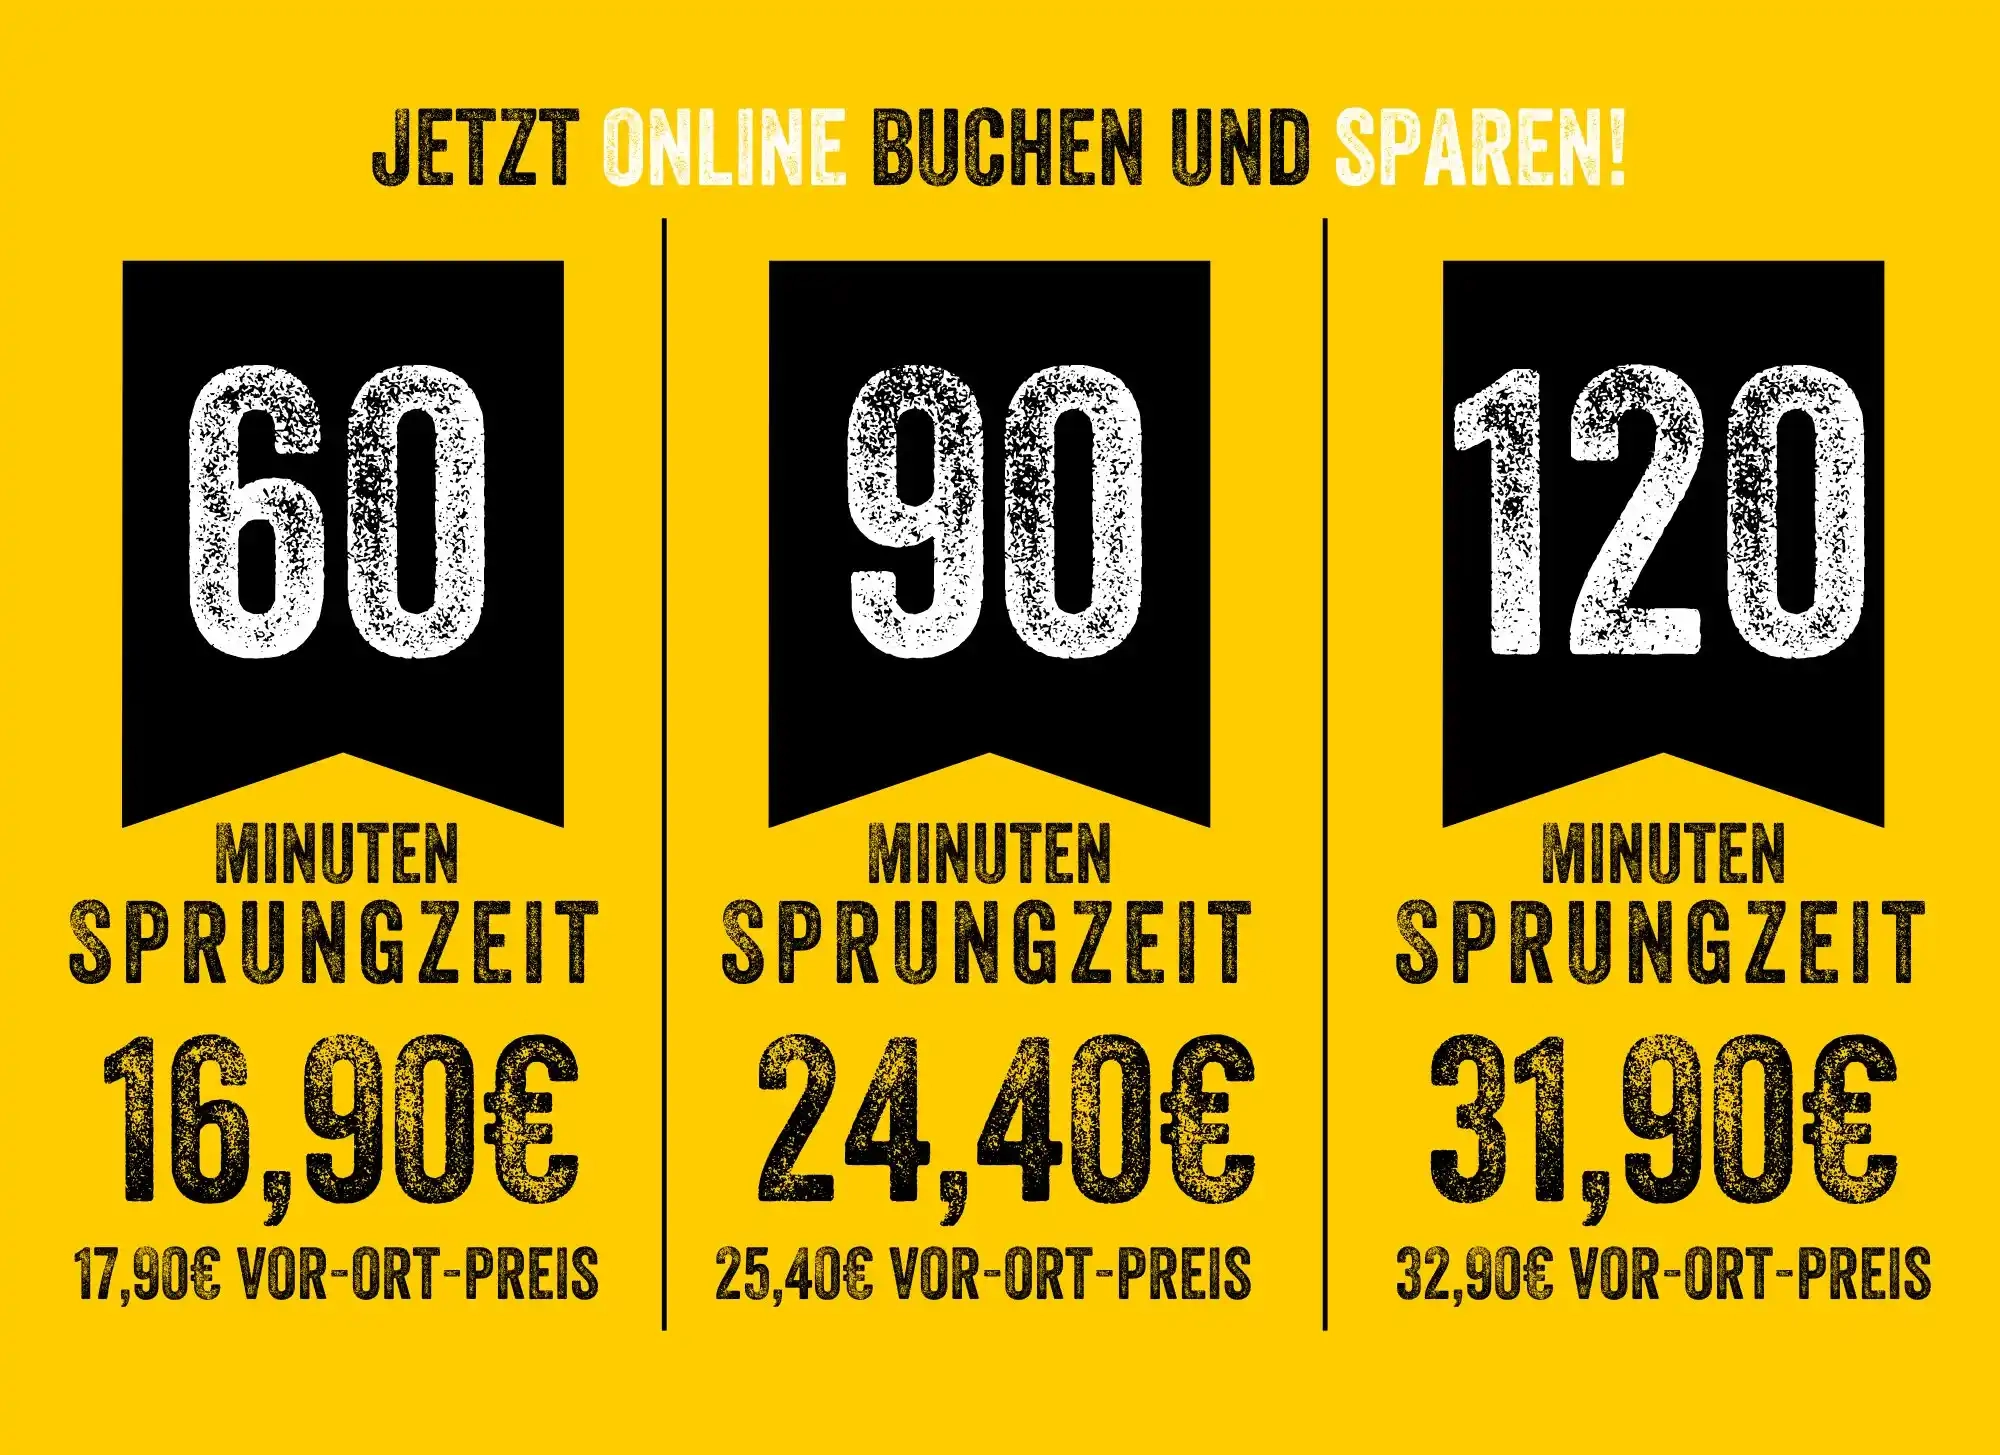 JETZT ONLINE BUCHEN UND SPAREN!
60
MINUTEN
SPRUNGZEIT
16,90€
17,90€ VOR-ORT-PREIS
90
MINUTEN
SPRUNGZEIT
24,40€
25,40€ VOR-ORT-PREIS
120
MINUTEN
SPRUNGZEIT
31,90€
32,90€ VOR-ORT-PREIS